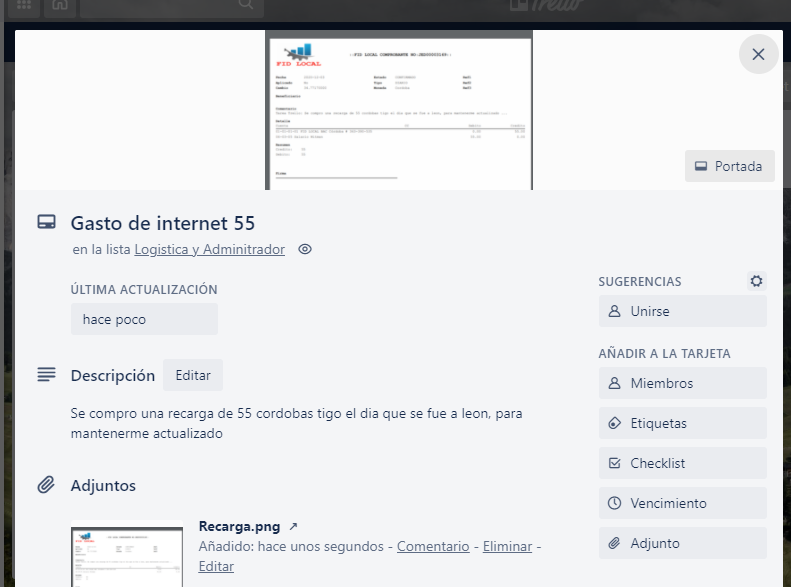 Trello
FID LOCAL
Portada
Gasto de internet 55
en la lista Logistica y Adminitrador
ÚLTIMA ACTUALIZACIÓN
hace poco
Descripción
Editar
Se compro una recarga de 55 cordobas tigo el dia que se fue a leon, para
mantenerme actualizado
Adjuntos
Recarga.png ↗
Añadido: hace unos segundos - Comentario - Eliminar -
Editar
SUGERENCIAS
Unirse
AÑADIR A LA TARJETA
Miembros
Etiquetas
Checklist
Vencimiento
Adjunto